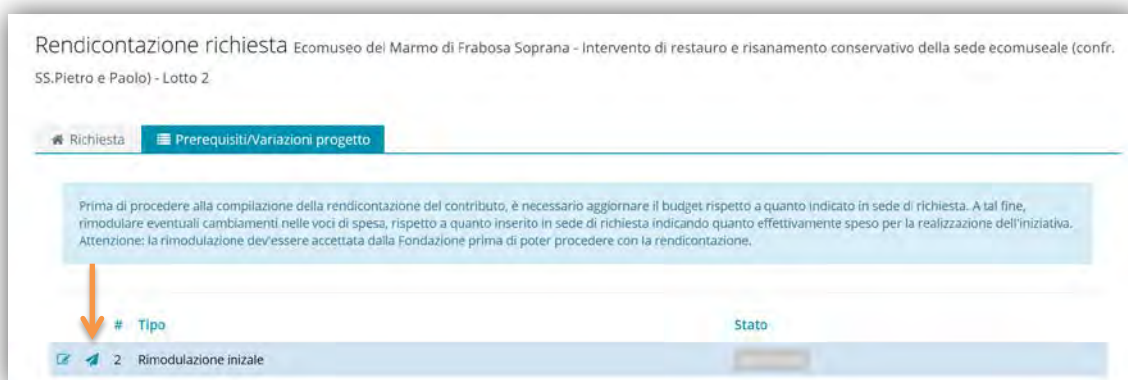 Rendicontazione richiesta Ecomuseo del Marmo di Frabosa Soprana - Intervento di restauro e risanamento conservativo della sede ecomuseale (confr.
SS.Pietro e Paolo) - Lotto 2
Richiesta Prerequisiti/Variazioni progetto
Prima di procedere alla compilazione della rendicontazione del contributo, è necessario aggiornare il budget rispetto a quanto indicato in sede di richiesta. A tal fine,
rimodulare eventuali cambiamenti nelle voci di spesa, rispetto a quanto inserito in sede di richiesta indicando quanto effettivamente speso per la realizzazione dell'iniziativa.
Attenzione: la rimodulazione dev'essere accettata dalla Fondazione prima di poter procedere con la rendicontazione.
# Tipo Stato
2 Rimodulazione inizale